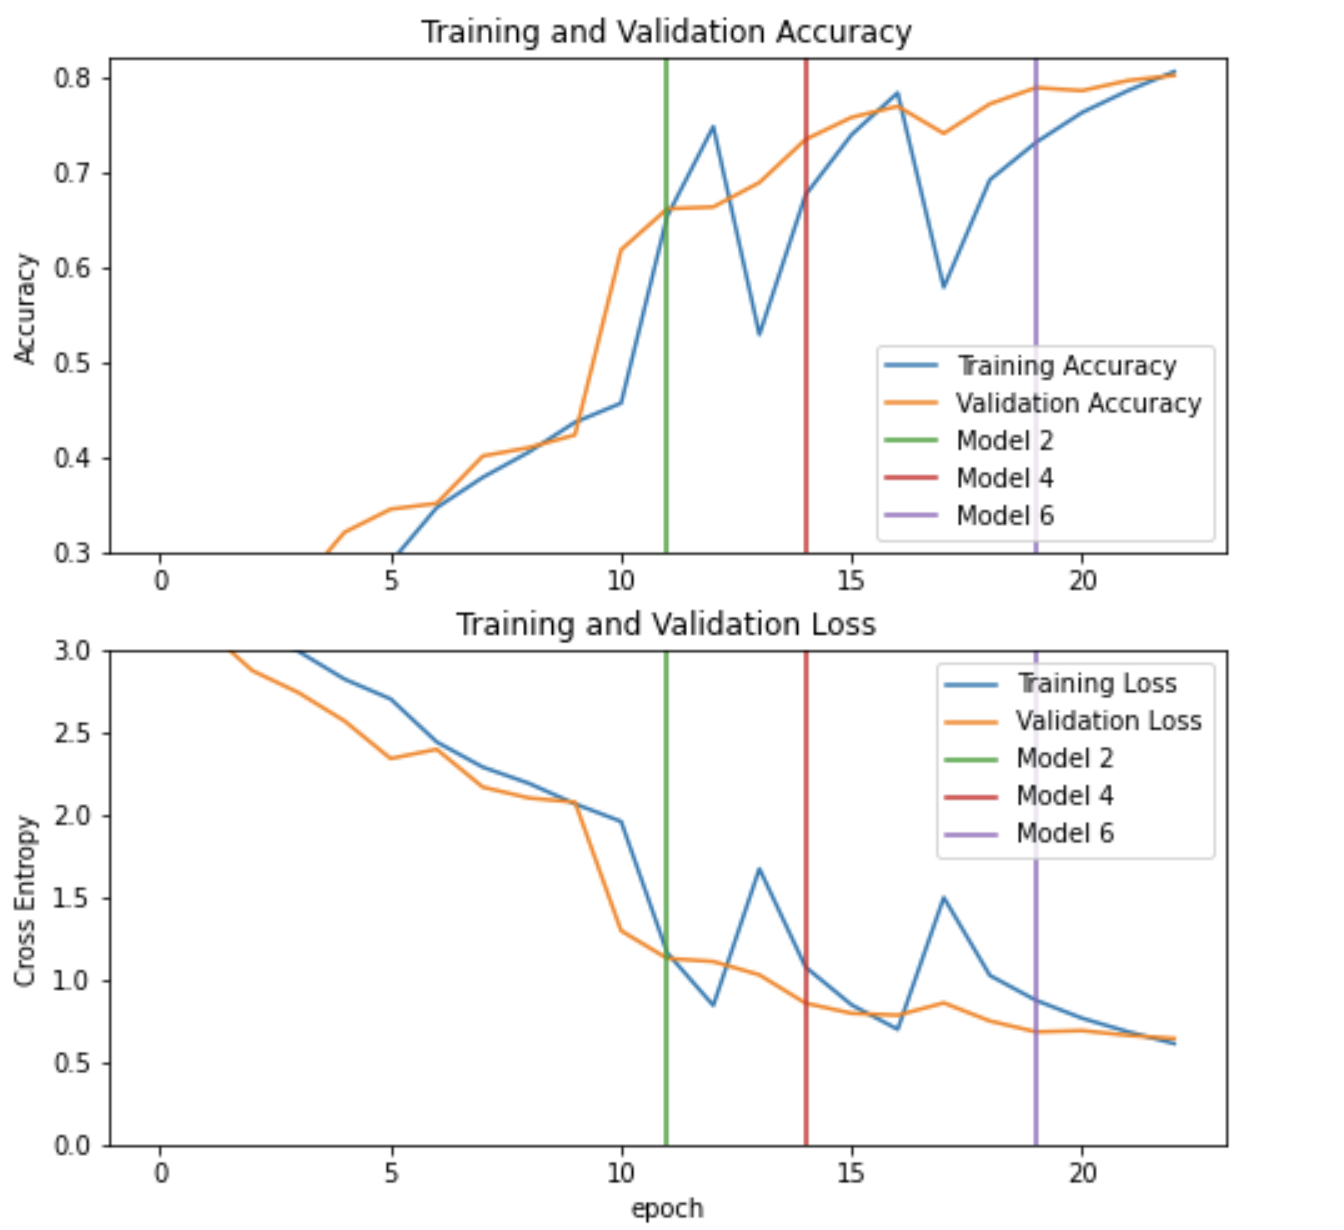 Training and Validation Accuracy
0.8
0.7
0.6
0.5
0.4
0.3
Accuracy
Training Accuracy
Validation Accuracy
Model 2
Model 4
Model 6
0 5 10 15 20
Training and Validation Loss
3.0
2.5
2.0
1.5
1.0
0.5
0.0
Cross Entropy
Training Loss
Validation Loss
Model 2
Model 4
Model 6
0 5 10 15 20
epoch